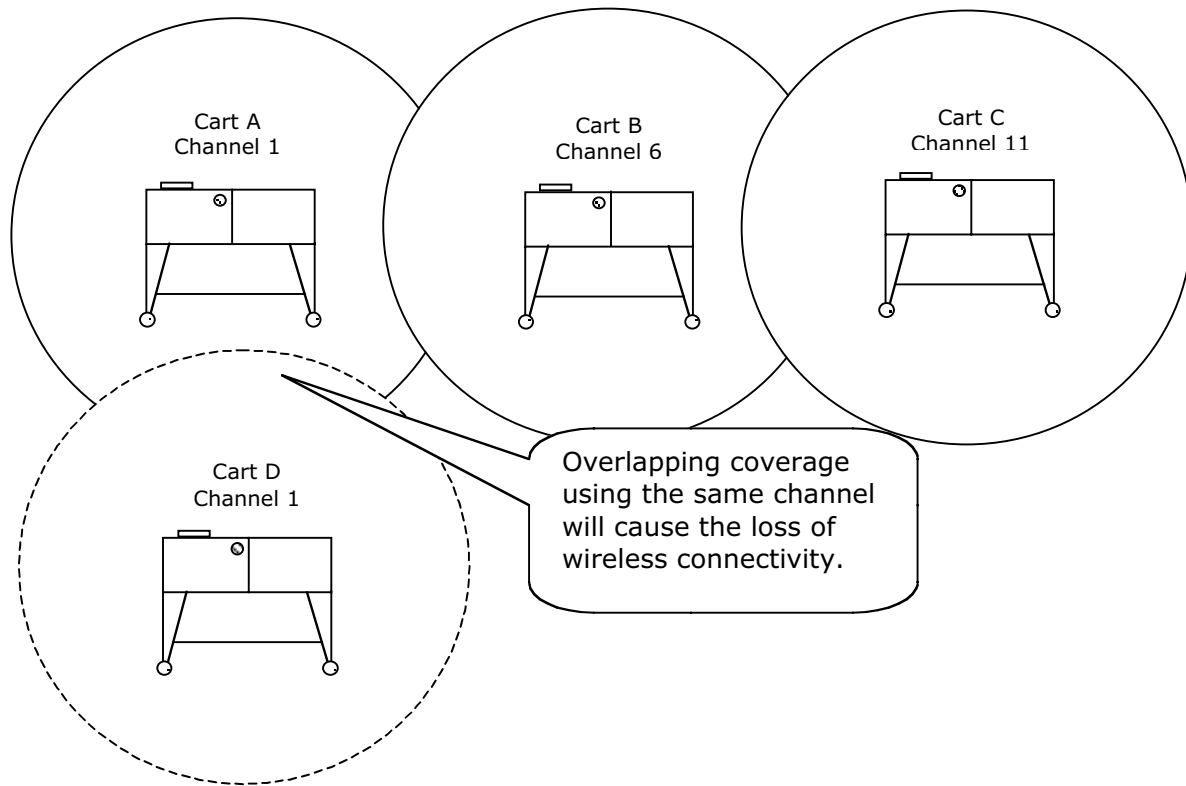 Cart A
Channel 1
Cart B
Channel 6
Cart C
Channel 11
Cart D
Channel 1
Overlapping coverage
using the same channel
will cause the loss of
wireless connectivity.